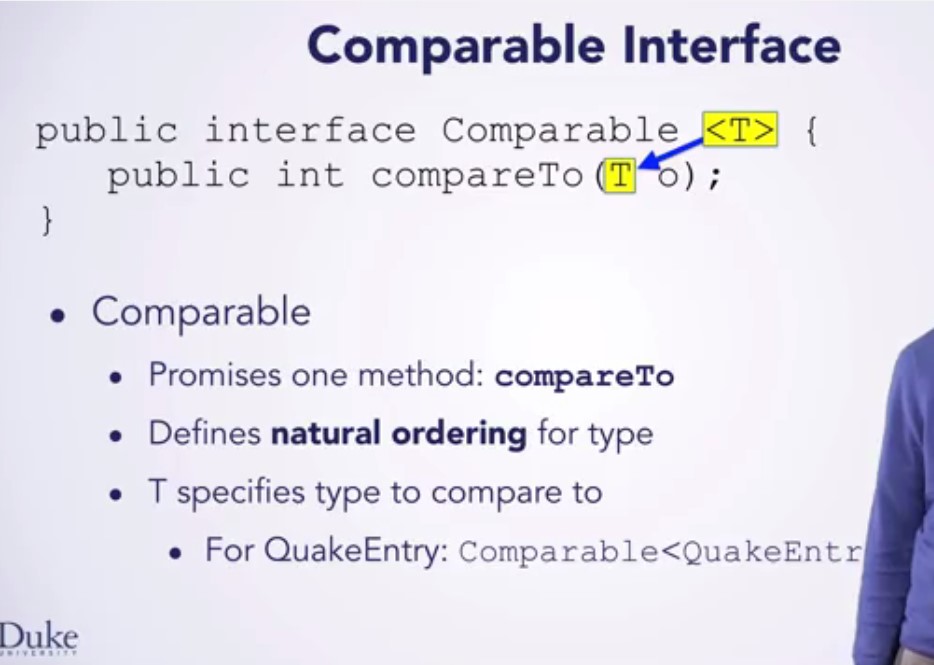 Comparable Interface
public interface Comparable <T> {
public int compareTo(T o);
}
• Comparable
• Promises one method: compareTo
• Defines natural ordering for type
• T specifies type to compare to
• For QuakeEntry: Comparable<QuakeEntr
Duke
UNIVERSITY